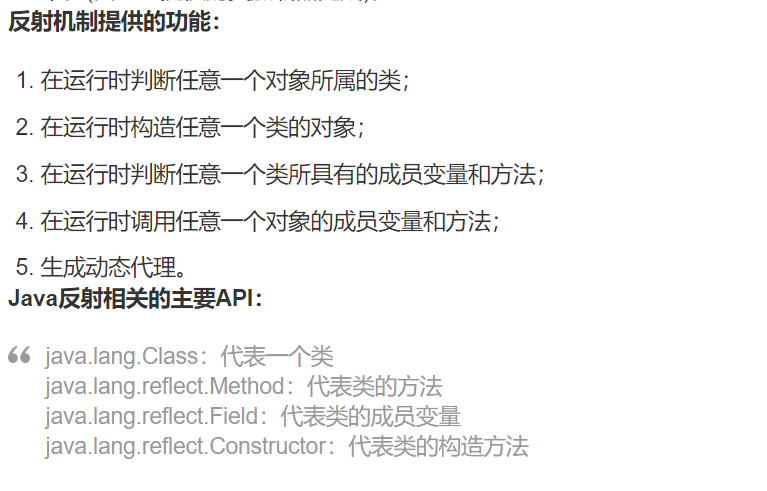 反射机制提供的功能：
1. 在运行时判断任意一个对象所属的类；
2. 在运行时构造任意一个类的对象；
3. 在运行时判断任意一个类所具有的成员变量和方法；
4. 在运行时调用任意一个对象的成员变量和方法；
5. 生成动态代理。
Java反射相关的主要API：
java.lang.Class：代表一个类
java.lang.reflect.Method：代表类的方法
java.lang.reflect.Field：代表类的成员变量
java.lang.reflect.Constructor：代表类的构造方法